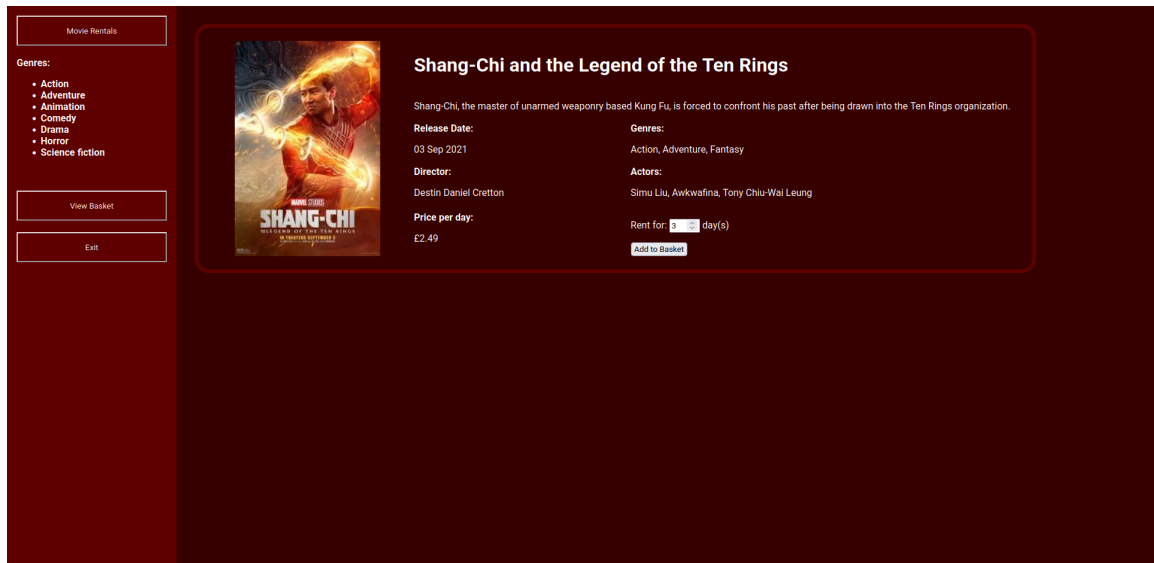 Movie Rentals
Genres:
Action
Adventure
Animation
Comedy
Drama
Horror
Science fiction
View Basket
Exit
MARVEL STUDIOS
SHANG-CHI
LEGEND OF THE TEN RINGS
IN THEATERS SEPTEMBER 3
Shang-Chi and the Legend of the Ten Rings
Shang-Chi, the master of unarmed weaponry based Kung Fu, is forced to confront his past after being drawn into the Ten Rings organization.
Release Date:
Genres:
03 Sep 2021
Action, Adventure, Fantasy
Director:
Actors:
Destin Daniel Cretton
Simu Liu, Awkwafina, Tony Chiu-Wai Leung
Price per day:
Rent for: 3 day(s)
£2.49
Add to Basket